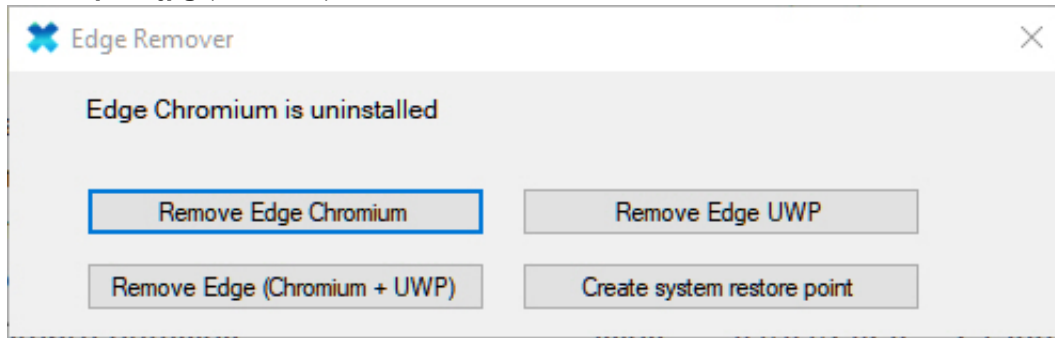 Edge Remover
Edge Chromium is uninstalled
Remove Edge Chromium
Remove Edge UWP
Remove Edge (Chromium + UWP)
Create system restore point